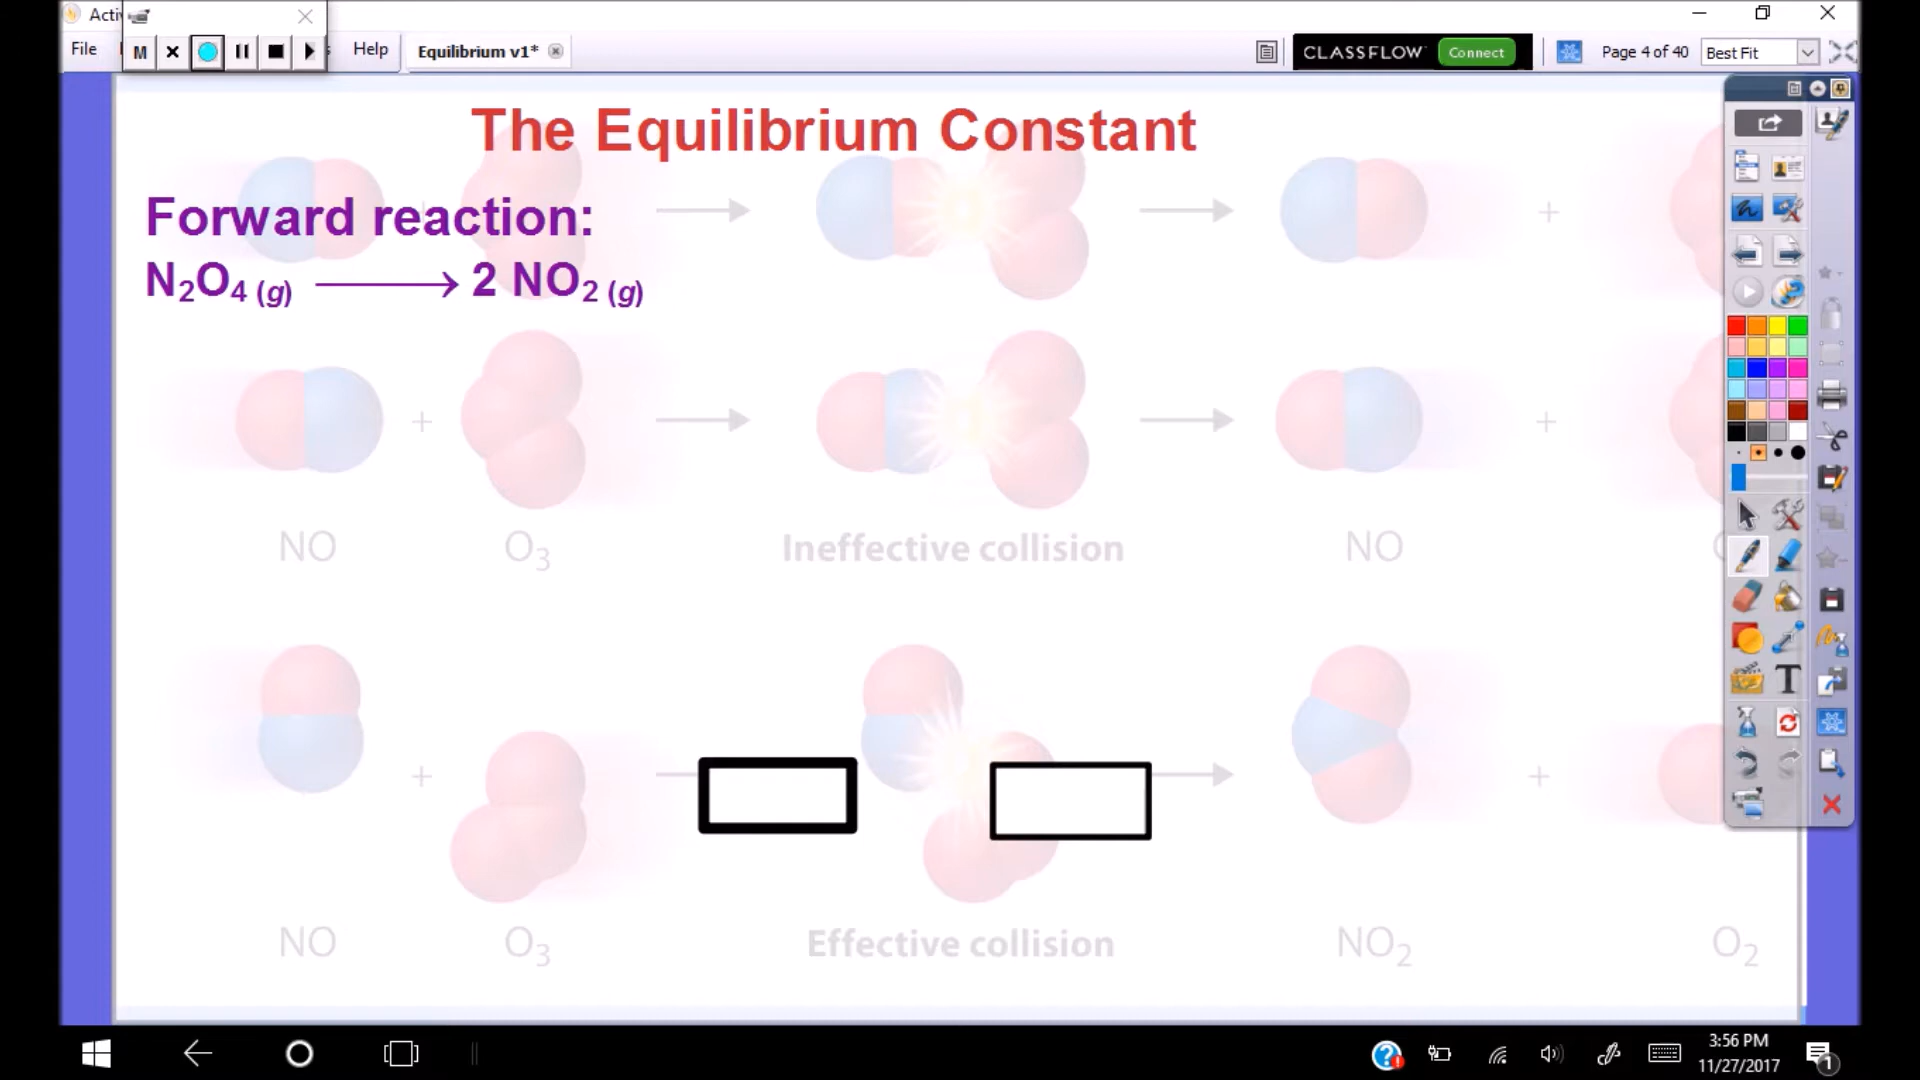 Acti
File
M
Help
Equilibrium v1*
CLASSFLOW
Connect
Page 4 of 40
Best Fit
The Equilibrium Constant
Forward reaction:
N₂O₄ (g) ⟶ 2 NO₂ (g)
+
+
+
NO O₃ Ineffective collision NO
+
+
NO O₃ Effective collision NO₂ O₂
T
3:56 PM
11/27/2017
1